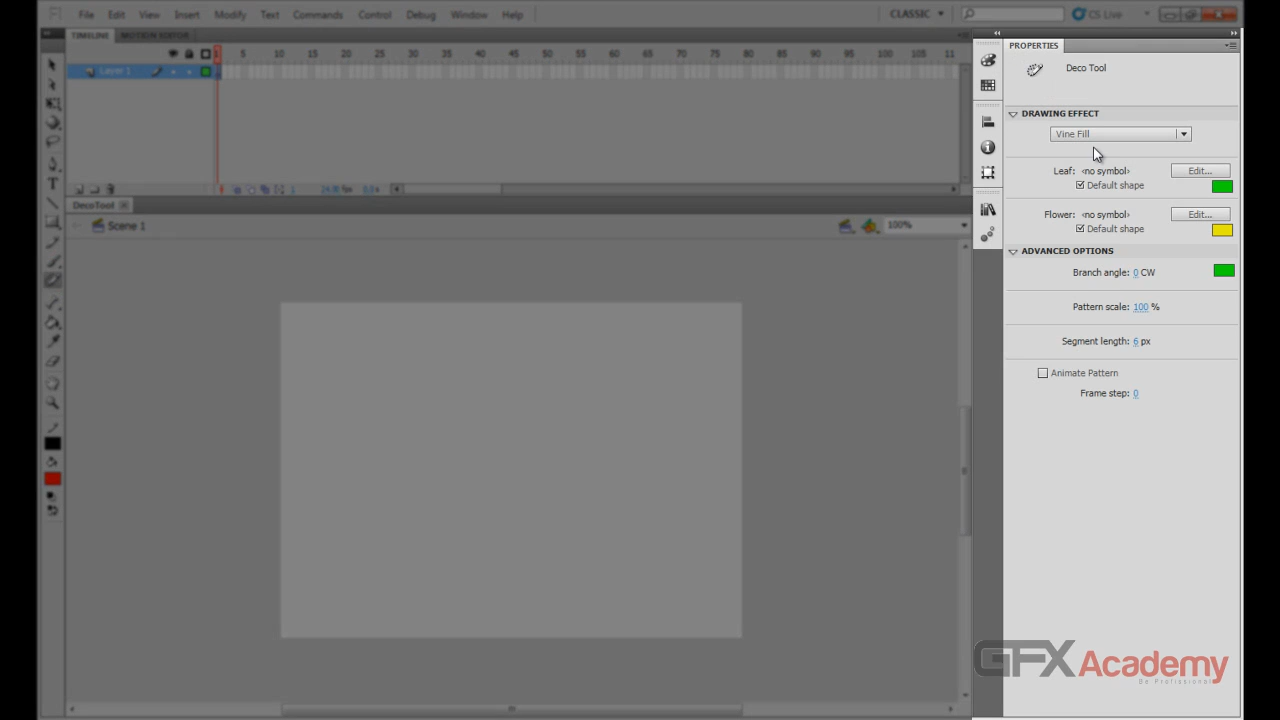 File Edit View Insert Modify Text Commands Control Debug Window Help
CLASSIC
CS Live
TIMELINE MOTION EDITOR
1 5 10 15 20 25 30 35 40 45 50 55 60 65 70 75 80 85 90 95 100 105 11
Layer 1
DecoTool
Scene 1
100%
PROPERTIES
Deco Tool
DRAWING EFFECT
Vine Fill
Leaf: <no symbol> Edit...
Default shape
Flower: <no symbol> Edit...
Default shape
ADVANCED OPTIONS
Branch angle: 0 CW
Pattern scale: 100 %
Segment length: 6 px
Animate Pattern
Frame step: 0
GFX Academy
Be Profissional